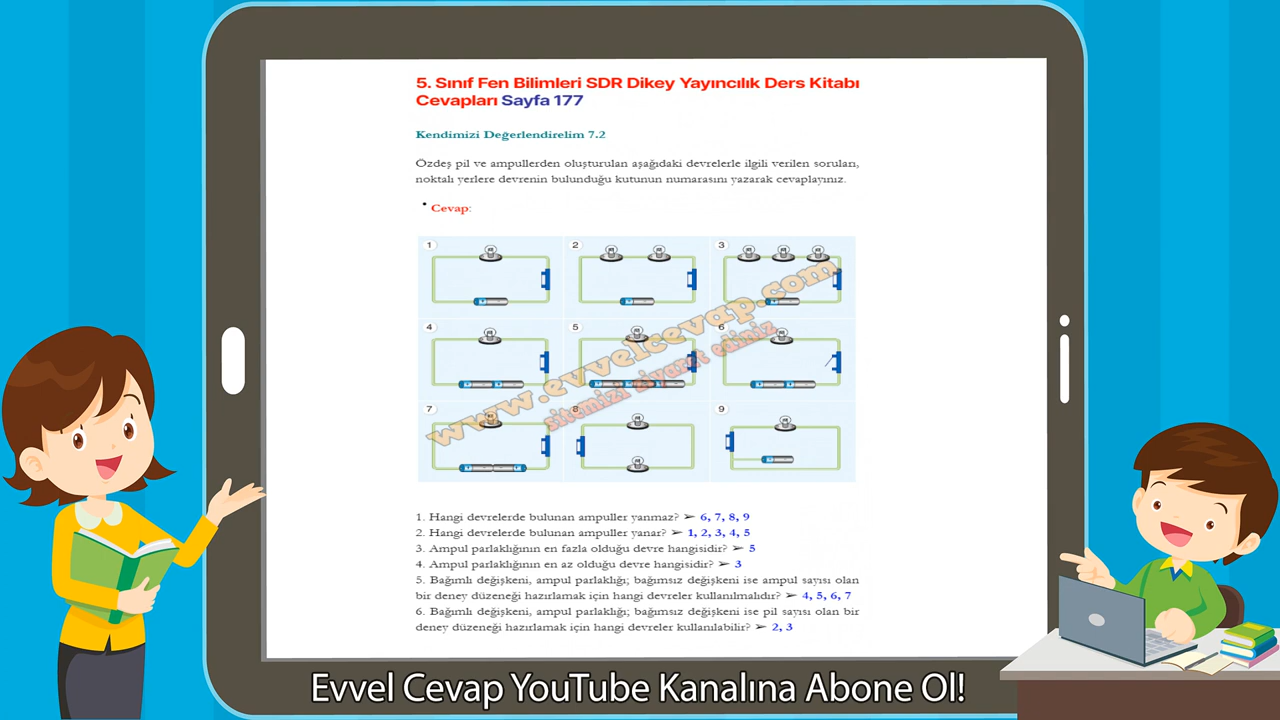 5. Sınıf Fen Bilimleri SDR Dikey Yayıncılık Ders Kitabı
Cevapları Sayfa 177
Kendimizi Değerlendirelim 7.2
Özdeş pil ve ampullerden oluşturulan aşağıdaki devrelerle ilgili verilen soruları,
noktalı yerlere devrenin bulunduğu kutunun numarasını yazarak cevaplayınız.
• Cevap:
1 2 3
4 5 6
7 8 9
www.evvelcevap.com
sitemizi ziyaret ediniz
1. Hangi devrelerde bulunan ampuller yanmaz? ➢ 6, 7, 8, 9
2. Hangi devrelerde bulunan ampuller yanar? ➢ 1, 2, 3, 4, 5
3. Ampul parlaklığının en fazla olduğu devre hangisidir? ➢ 5
4. Ampul parlaklığının en az olduğu devre hangisidir? ➢ 3
5. Bağımlı değişkeni, ampul parlaklığı; bağımsız değişkeni ise ampul sayısı olan
bir deney düzeneği hazırlamak için hangi devreler kullanılmalıdır? ➢ 4, 5, 6, 7
6. Bağımlı değişkeni, ampul parlaklığı; bağımsız değişkeni ise pil sayısı olan bir
deney düzeneği hazırlamak için hangi devreler kullanılabilir? ➢ 2, 3
Evvel Cevap YouTube Kanalına Abone Ol!